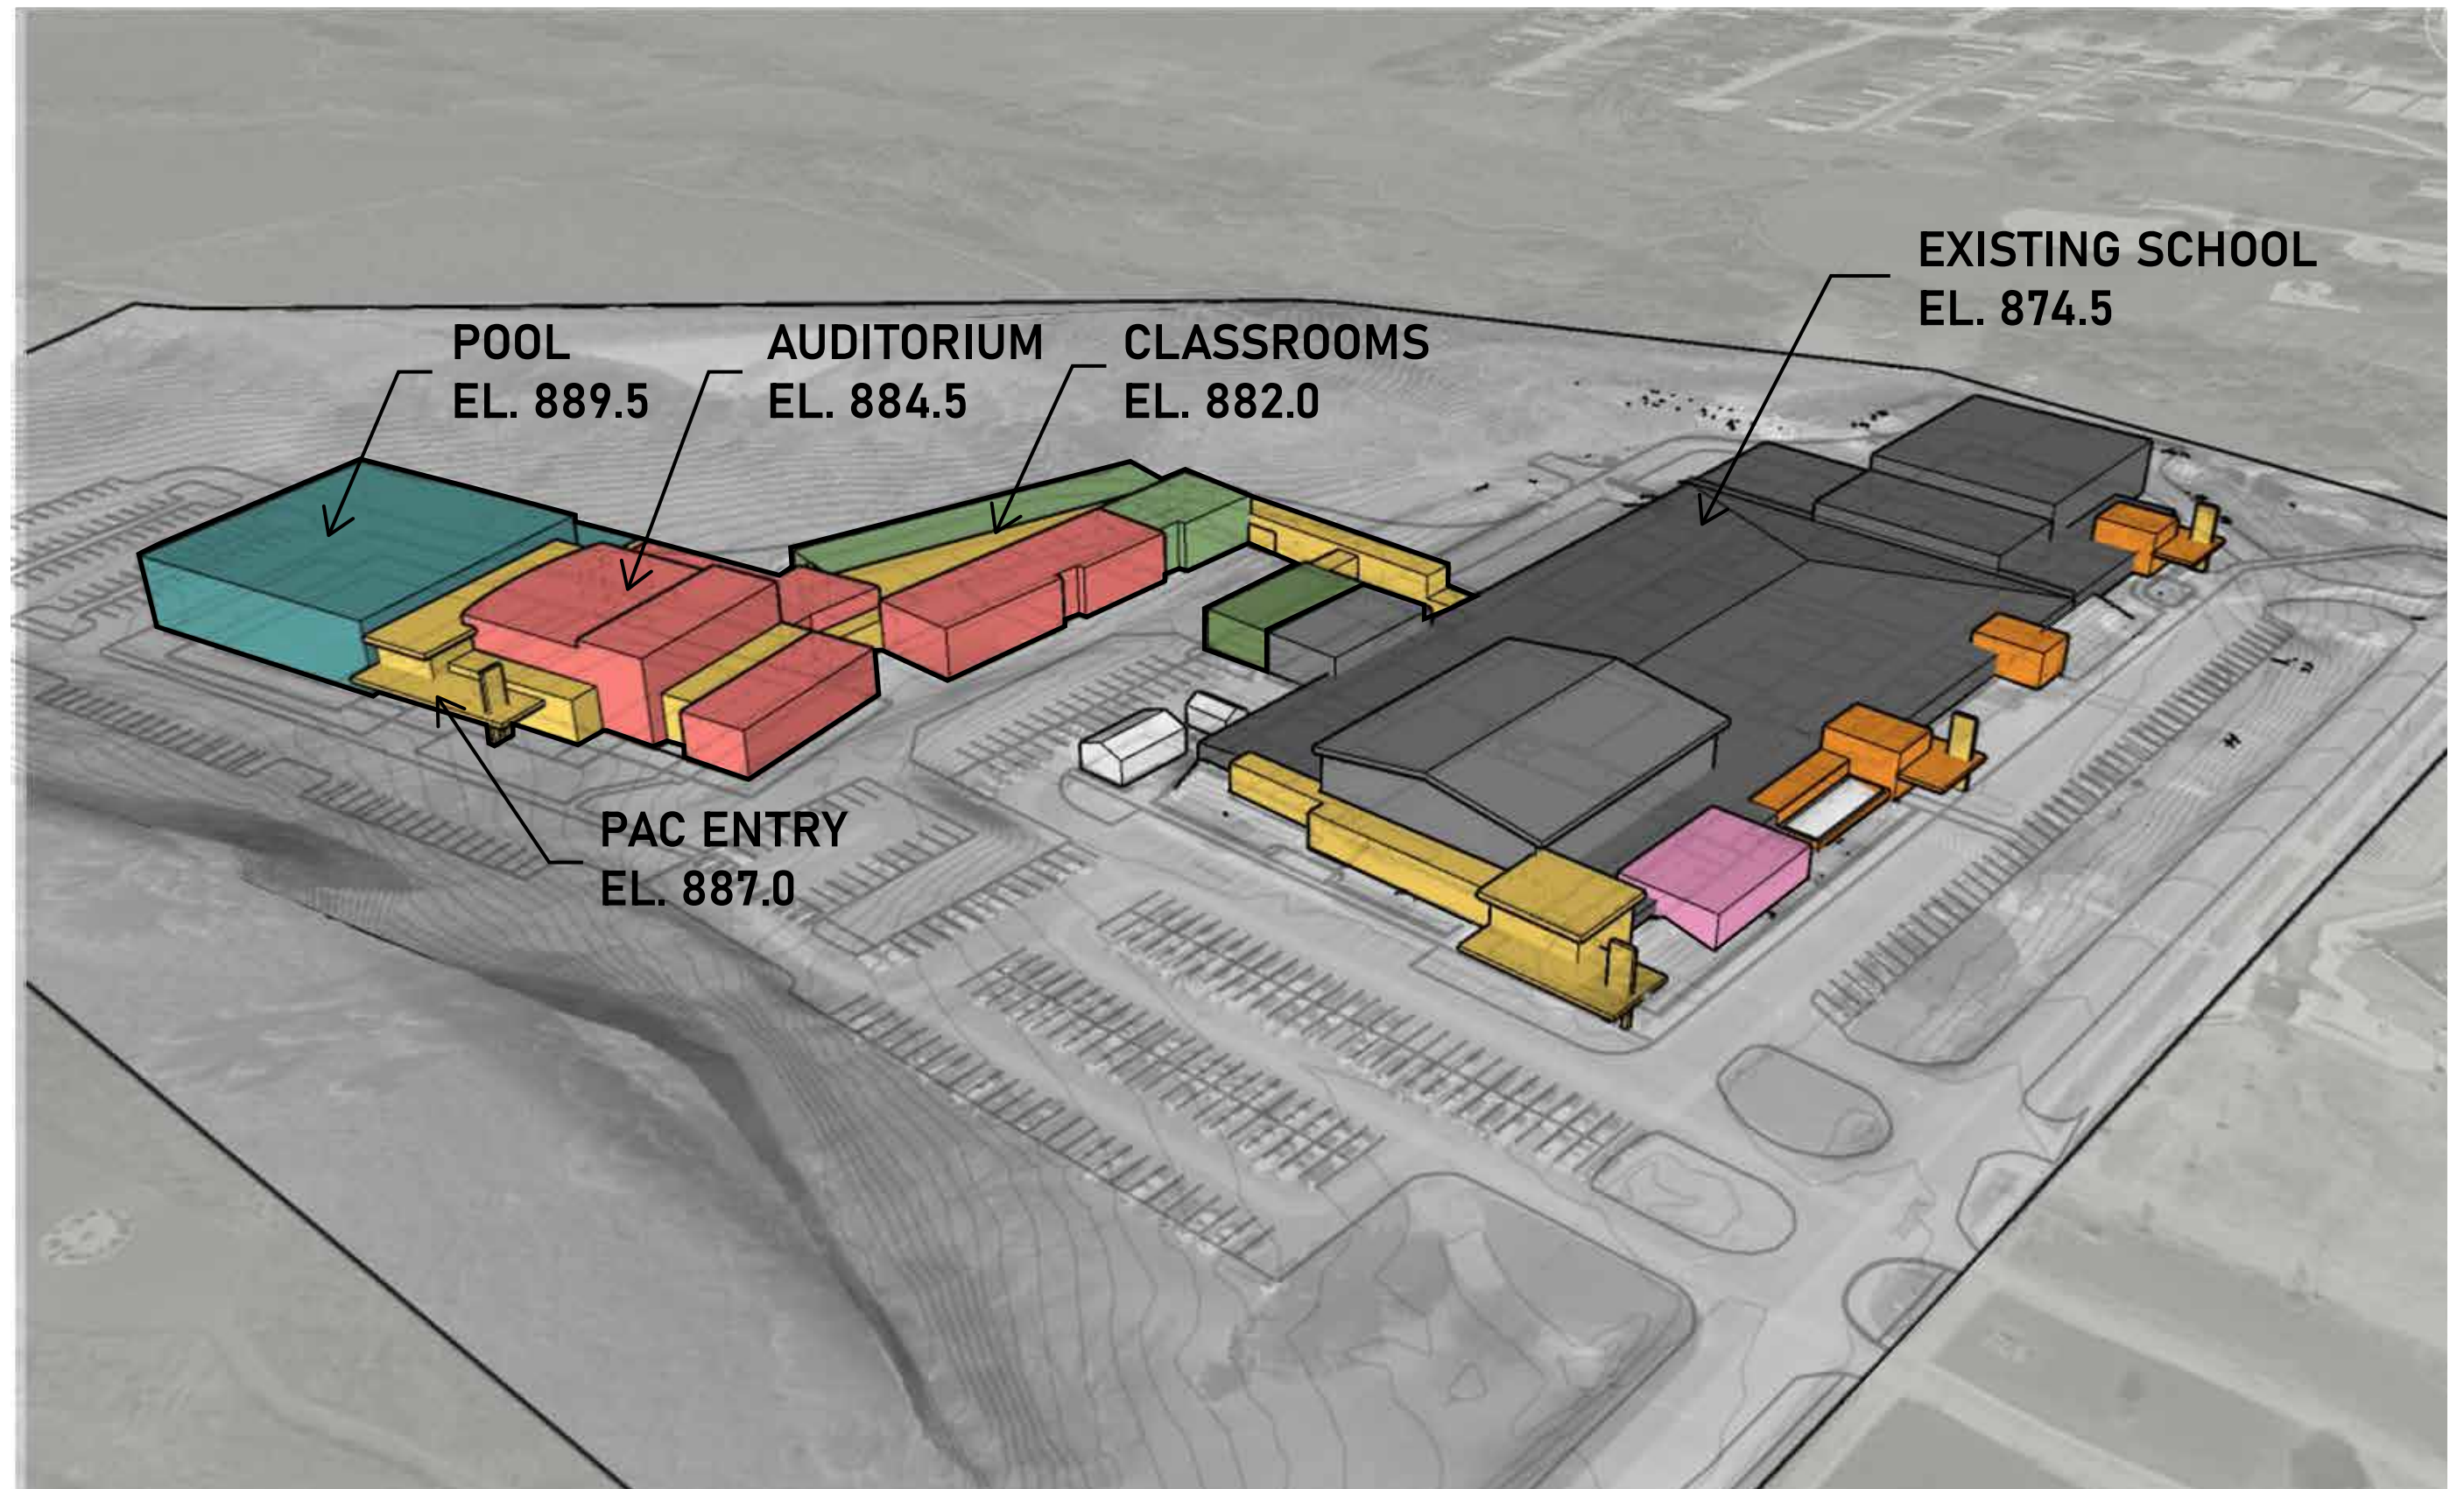 EXISTING SCHOOL
EL. 874.5
POOL
EL. 889.5
AUDITORIUM
EL. 884.5
CLASSROOMS
EL. 882.0
PAC ENTRY
EL. 887.0